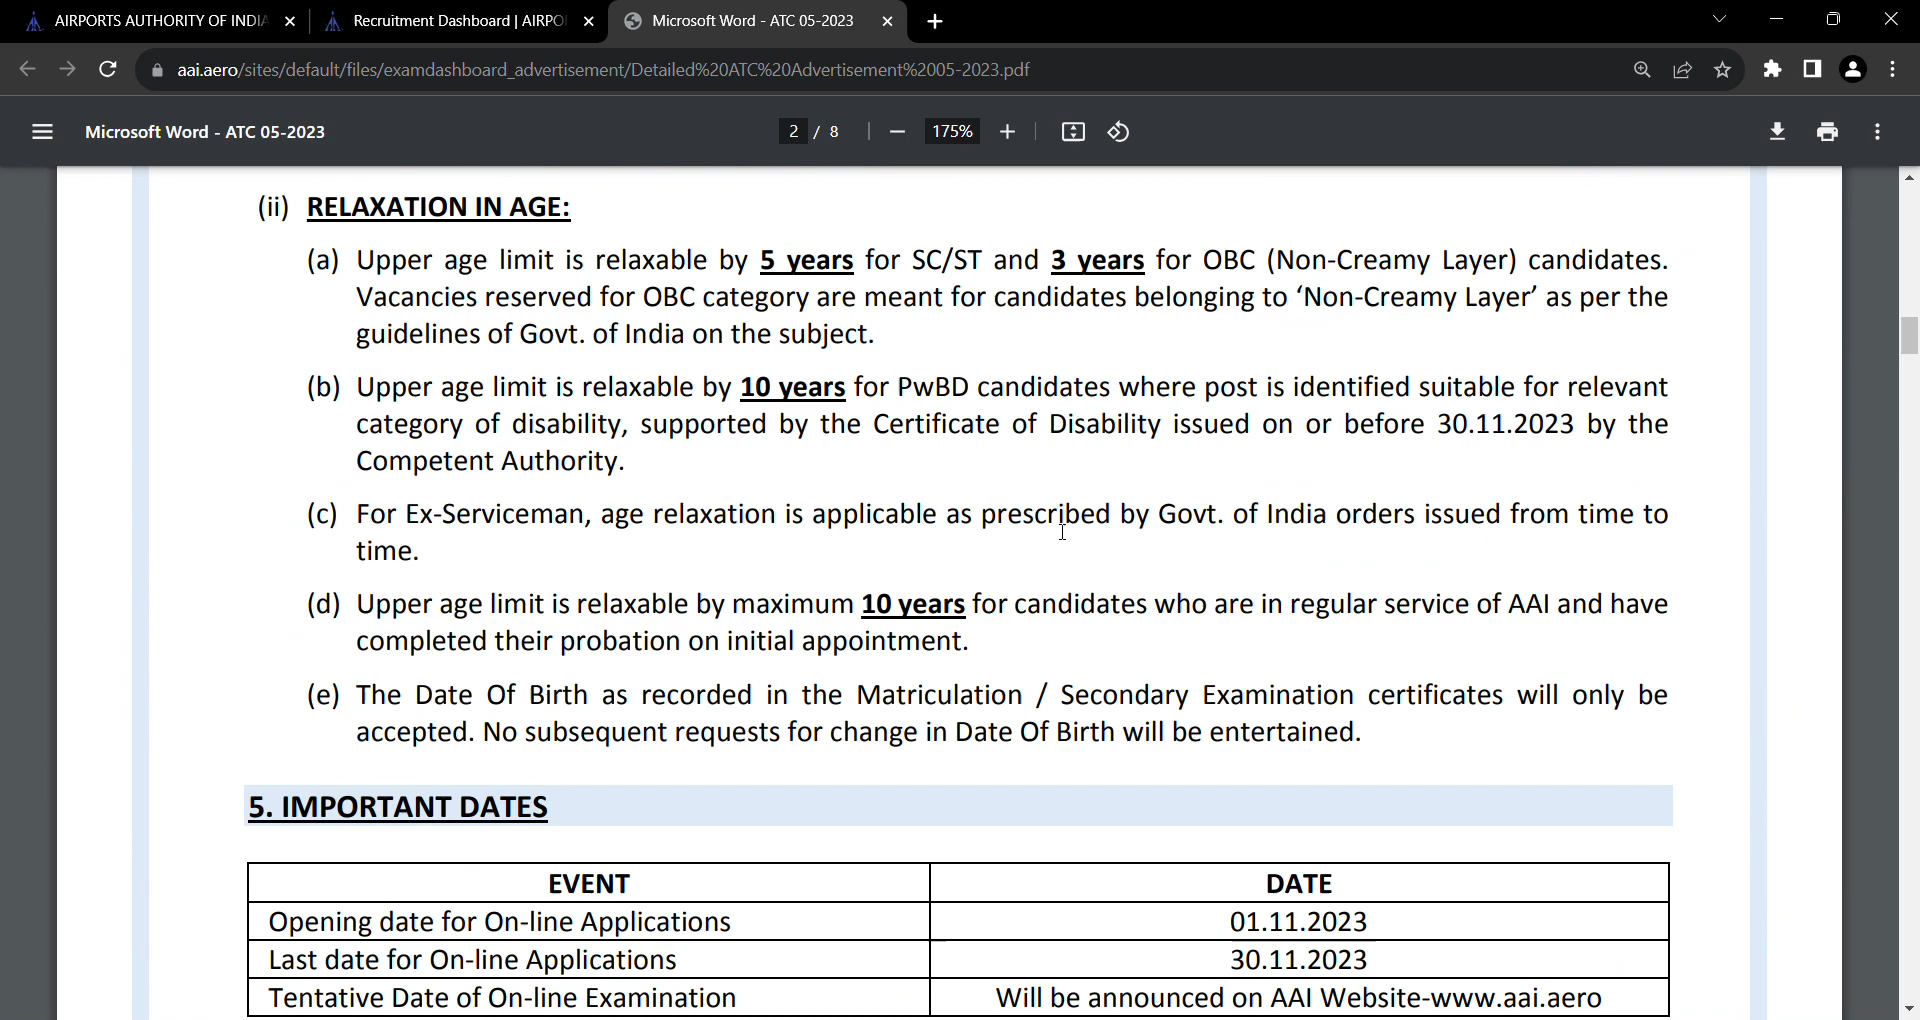 AIRPORTS AUTHORITY OF INDIA
Recruitment Dashboard | AIRPO
Microsoft Word - ATC 05-2023
aai.aero/sites/default/files/examdashboard_advertisement/Detailed%20ATC%20Advertisement%2005-2023.pdf
Microsoft Word - ATC 05-2023
2 / 8
175%
(ii) RELAXATION IN AGE:
(a) Upper age limit is relaxable by 5 years for SC/ST and 3 years for OBC (Non-Creamy Layer) candidates.
Vacancies reserved for OBC category are meant for candidates belonging to ‘Non-Creamy Layer’ as per the
guidelines of Govt. of India on the subject.
(b) Upper age limit is relaxable by 10 years for PwBD candidates where post is identified suitable for relevant
category of disability, supported by the Certificate of Disability issued on or before 30.11.2023 by the
Competent Authority.
(c) For Ex-Serviceman, age relaxation is applicable as prescribed by Govt. of India orders issued from time to
time.
(d) Upper age limit is relaxable by maximum 10 years for candidates who are in regular service of AAI and have
completed their probation on initial appointment.
(e) The Date Of Birth as recorded in the Matriculation / Secondary Examination certificates will only be
accepted. No subsequent requests for change in Date Of Birth will be entertained.
5. IMPORTANT DATES
EVENT DATE
Opening date for On-line Applications 01.11.2023
Last date for On-line Applications 30.11.2023
Tentative Date of On-line Examination Will be announced on AAI Website-www.aai.aero